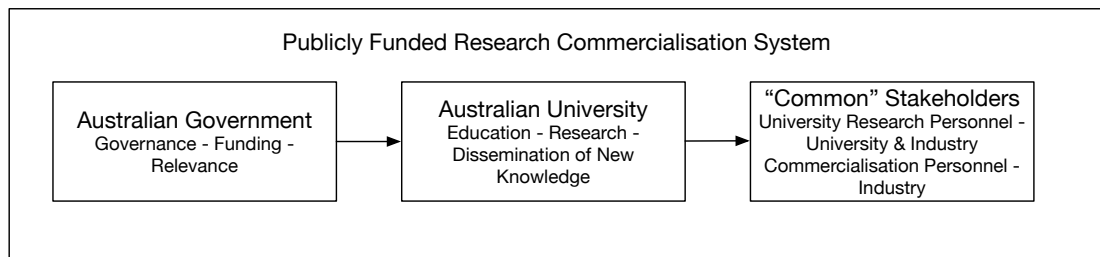 Publicly Funded Research Commercialisation System
Australian Government
Governance - Funding -
Relevance
Australian University
Education - Research -
Dissemination of New
Knowledge
“Common” Stakeholders
University Research Personnel -
University & Industry
Commercialisation Personnel -
Industry